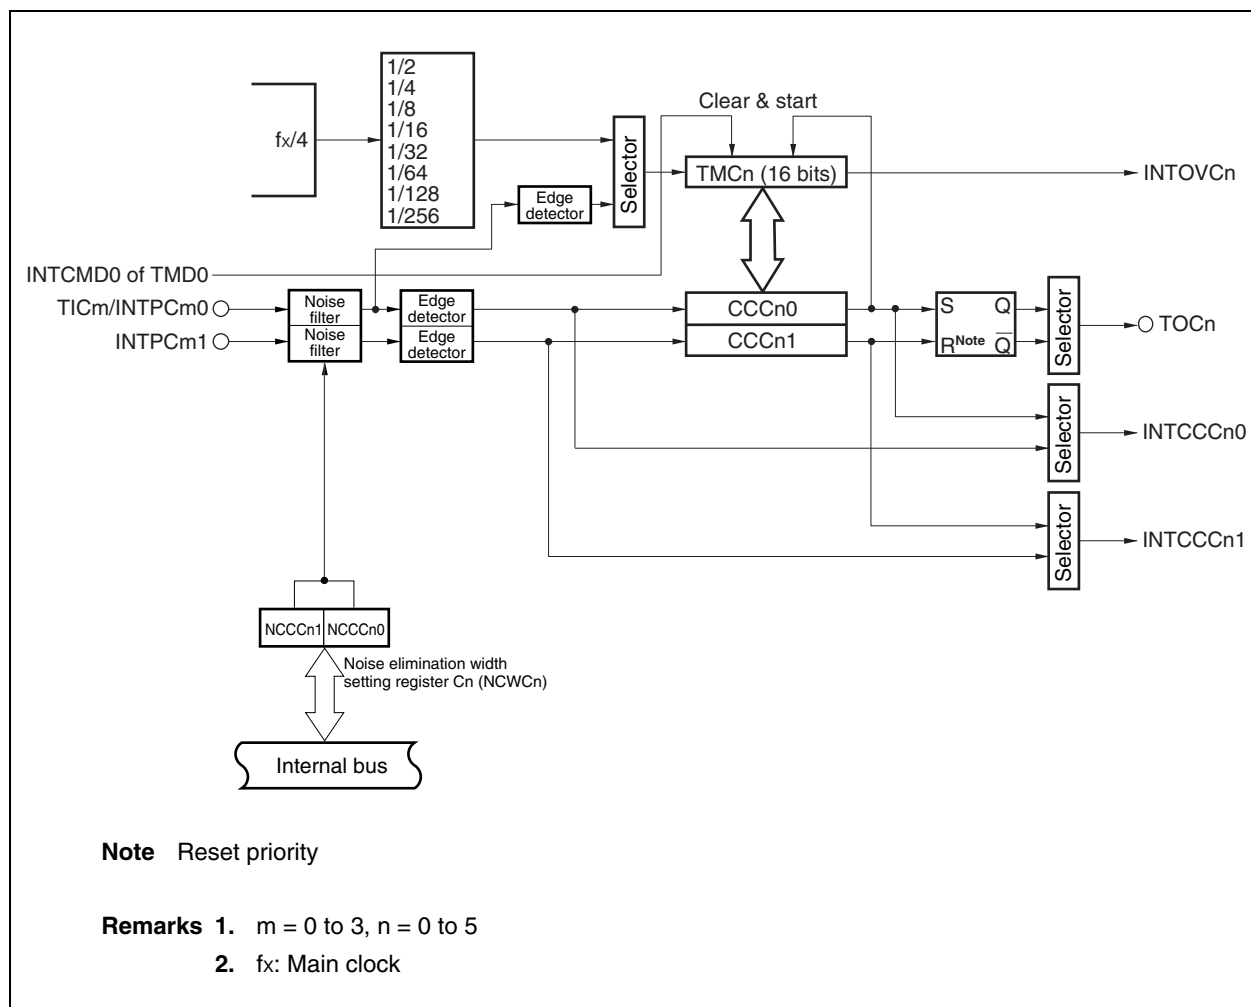 1/2
1/4
1/8
1/16
1/32
1/64
1/128
1/256
fx/4
Clear & start
Selector
TMCn (16 bits)
INTOVCn
Edge
detector
INTCMD0 of TMD0
TICm/INTPCm0
INTPCm1
Noise
filter
Noise
filter
Edge
detector
Edge
detector
CCCn0
CCCn1
S Q
R Note Q̅
Selector
TOCn
Selector
INTCCCn0
Selector
INTCCCn1
NCCCn1 NCCCn0
Noise elimination width
setting register Cn (NCWCn)
Internal bus
Note Reset priority
Remarks 1. m = 0 to 3, n = 0 to 5
2. fx: Main clock